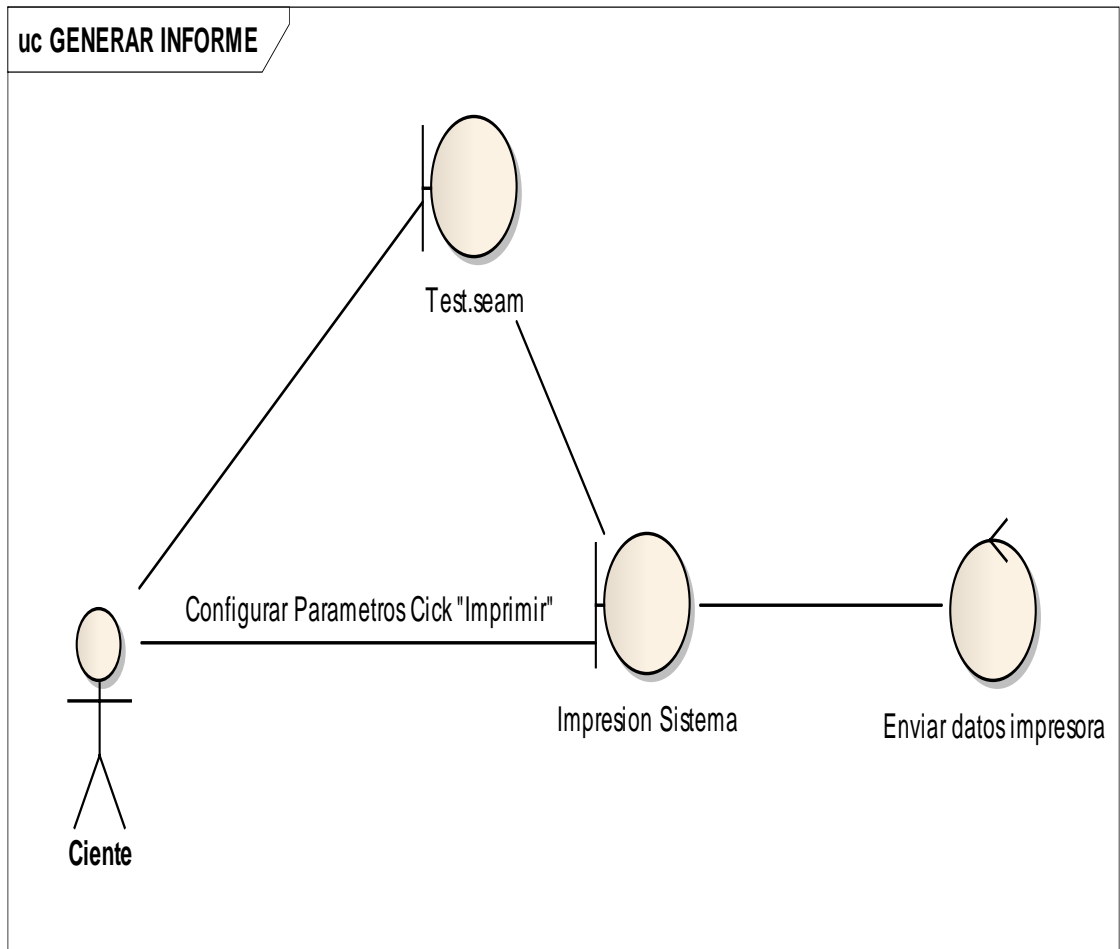 uc GENERAR INFORME
Test.seam
Configurar Parametros Cick "Imprimir"
Impresion Sistema
Enviar datos impresora
Ciente